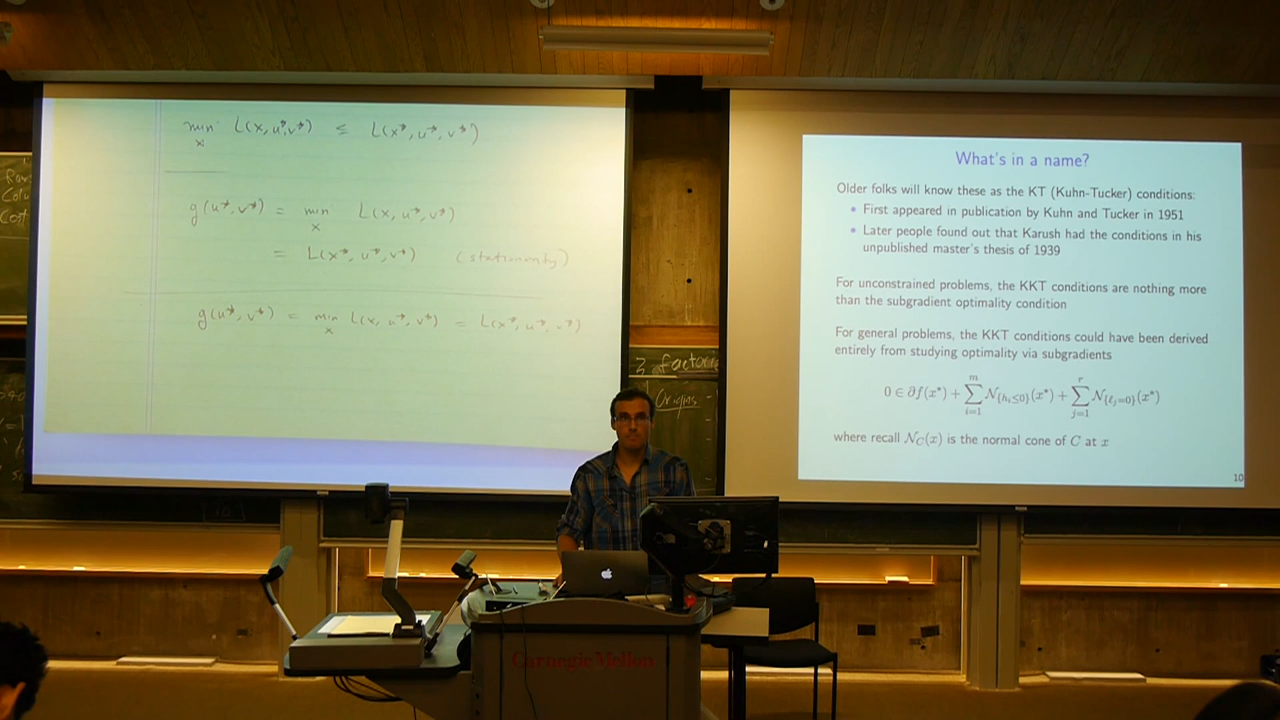 min L(x, u*, v*) ≤ L(x*, u*, v*)
x
g(u*, v*) = min L(x, u*, v*)
x
= L(x*, u*, v*) (stationarity)
g(u*, v*) = min L(x, u*, v*) = L(x*, u*, v*)
x
What's in a name?
Older folks will know these as the KT (Kuhn-Tucker) conditions:
• First appeared in publication by Kuhn and Tucker in 1951
• Later people found out that Karush had the conditions in his
unpublished master's thesis of 1939
For unconstrained problems, the KKT conditions are nothing more
than the subgradient optimality condition
For general problems, the KKT conditions could have been derived
entirely from studying optimality via subgradients
0 ∈ ∂f(x*) + ∑_{i=1}^{m} N_{{h_i≤0}}(x*) + ∑_{j=1}^{r} N_{{ℓ_j=0}}(x*)
where recall N_C(x) is the normal cone of C at x
10
Cost
Origins
Carnegie Mellon